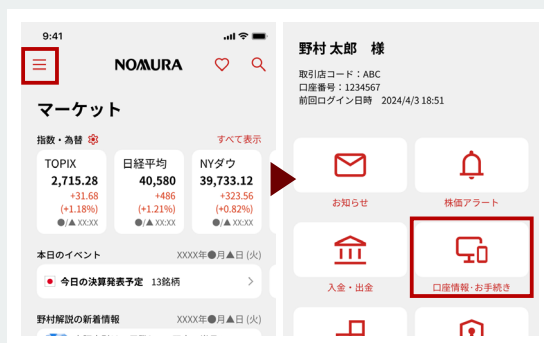 9:41
NOMURA
マーケット
指数・為替 すべて表示
TOPIX 日経平均 NYダウ
2,715.28 40,580 39,733.12
+31.68 +486 +323.56
(+1.18%) (+1.21%) (+0.82%)
●/▲ XX:XX ●/▲ XX:XX ●/▲ XX:XX
本日のイベント XXX年●月▲日 (火)
今日の決算発表予定 13銘柄
野村解説の新着情報 XXX年●月▲日 (火)
野村 太郎 様
取引店コード：ABC
口座番号：1234567
前回ログイン日時 2024/4/3 18:51
お知らせ 株価アラート
入金・出金 口座情報･お手続き